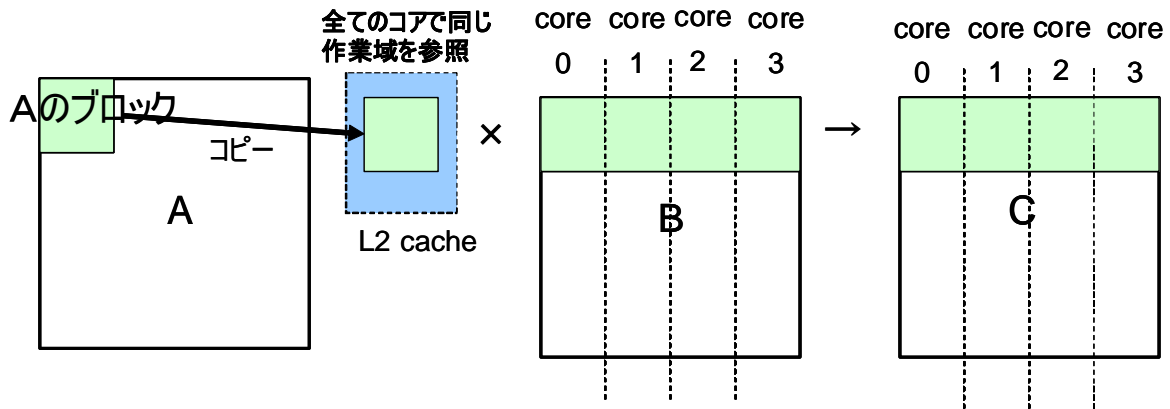 全てのコアで同じ
作業域を参照
Aのブロック
コピー
A
L2 cache
×
core core core core
0 1 2 3
B
→
core core core core
0 1 2 3
C